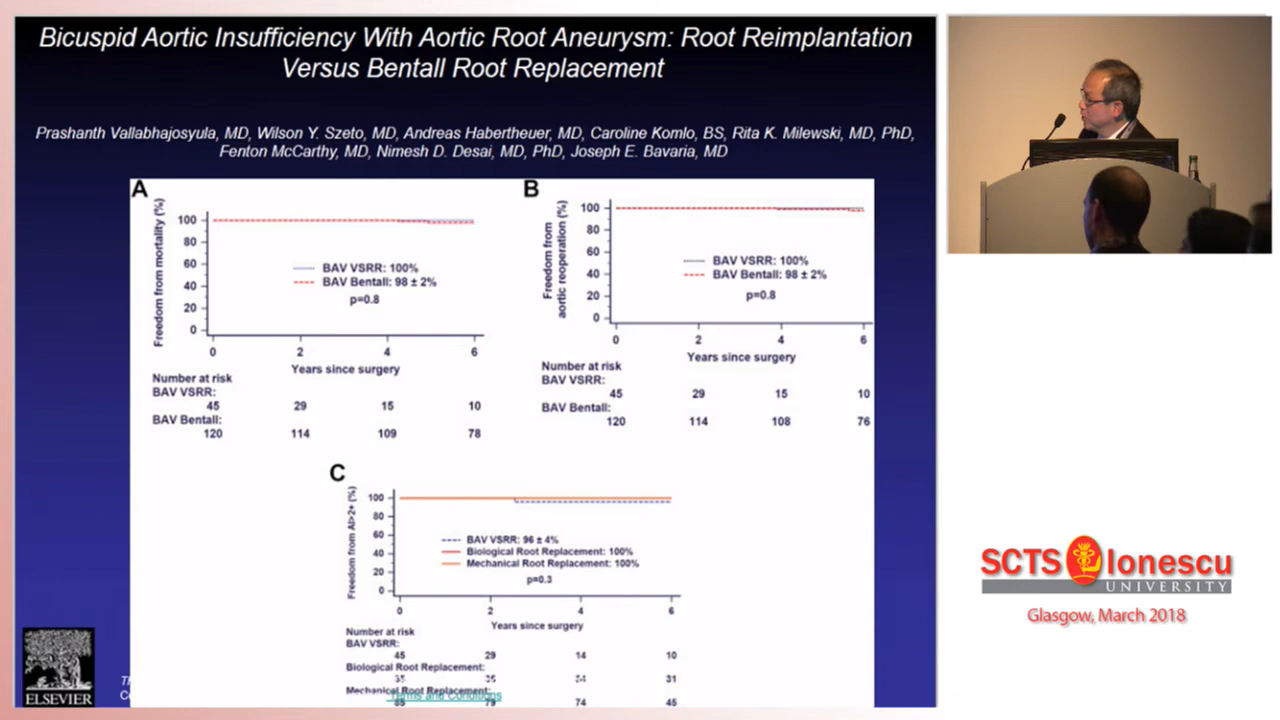 Bicuspid Aortic Insufficiency With Aortic Root Aneurysm: Root Reimplantation
Versus Bentall Root Replacement
Prashanth Vallabhajosyula, MD, Wilson Y. Szeto, MD, Andreas Habertheuer, MD, Caroline Komlo, BS, Rita K. Milewski, MD, PhD,
Fenton McCarthy, MD, Nimesh D. Desai, MD, PhD, Joseph E. Bavaria, MD
A
Freedom from mortality (%)
100
80
60
40
20
0
BAV VSRR: 100%
BAV Bentall: 98 ± 2%
p=0.8
0 2 4 6
Years since surgery
Number at risk
BAV VSRR:
45 29 15 10
BAV Bentall:
120 114 109 78
B
Freedom from
aortic reoperation (%)
100
80
60
40
20
0
BAV VSRR: 100%
BAV Bentall: 98 ± 2%
p=0.8
0 2 4 6
Years since surgery
Number at risk
BAV VSRR:
45 29 15 10
BAV Bentall:
120 114 108 76
C
Freedom from AI>2+ (%)
100
80
60
40
20
0
BAV VSRR: 96 ± 4%
Biological Root Replacement: 100%
Mechanical Root Replacement: 100%
p=0.3
0 2 4 6
Years since surgery
Number at risk
BAV VSRR:
45 29 14 10
Biological Root Replacement:
35 35 34 31
Mechanical Root Replacement:
85 79 74 45
Terms and Conditions
ELSEVIER
SCTS Ionescu
UNIVERSITY
Glasgow, March 2018